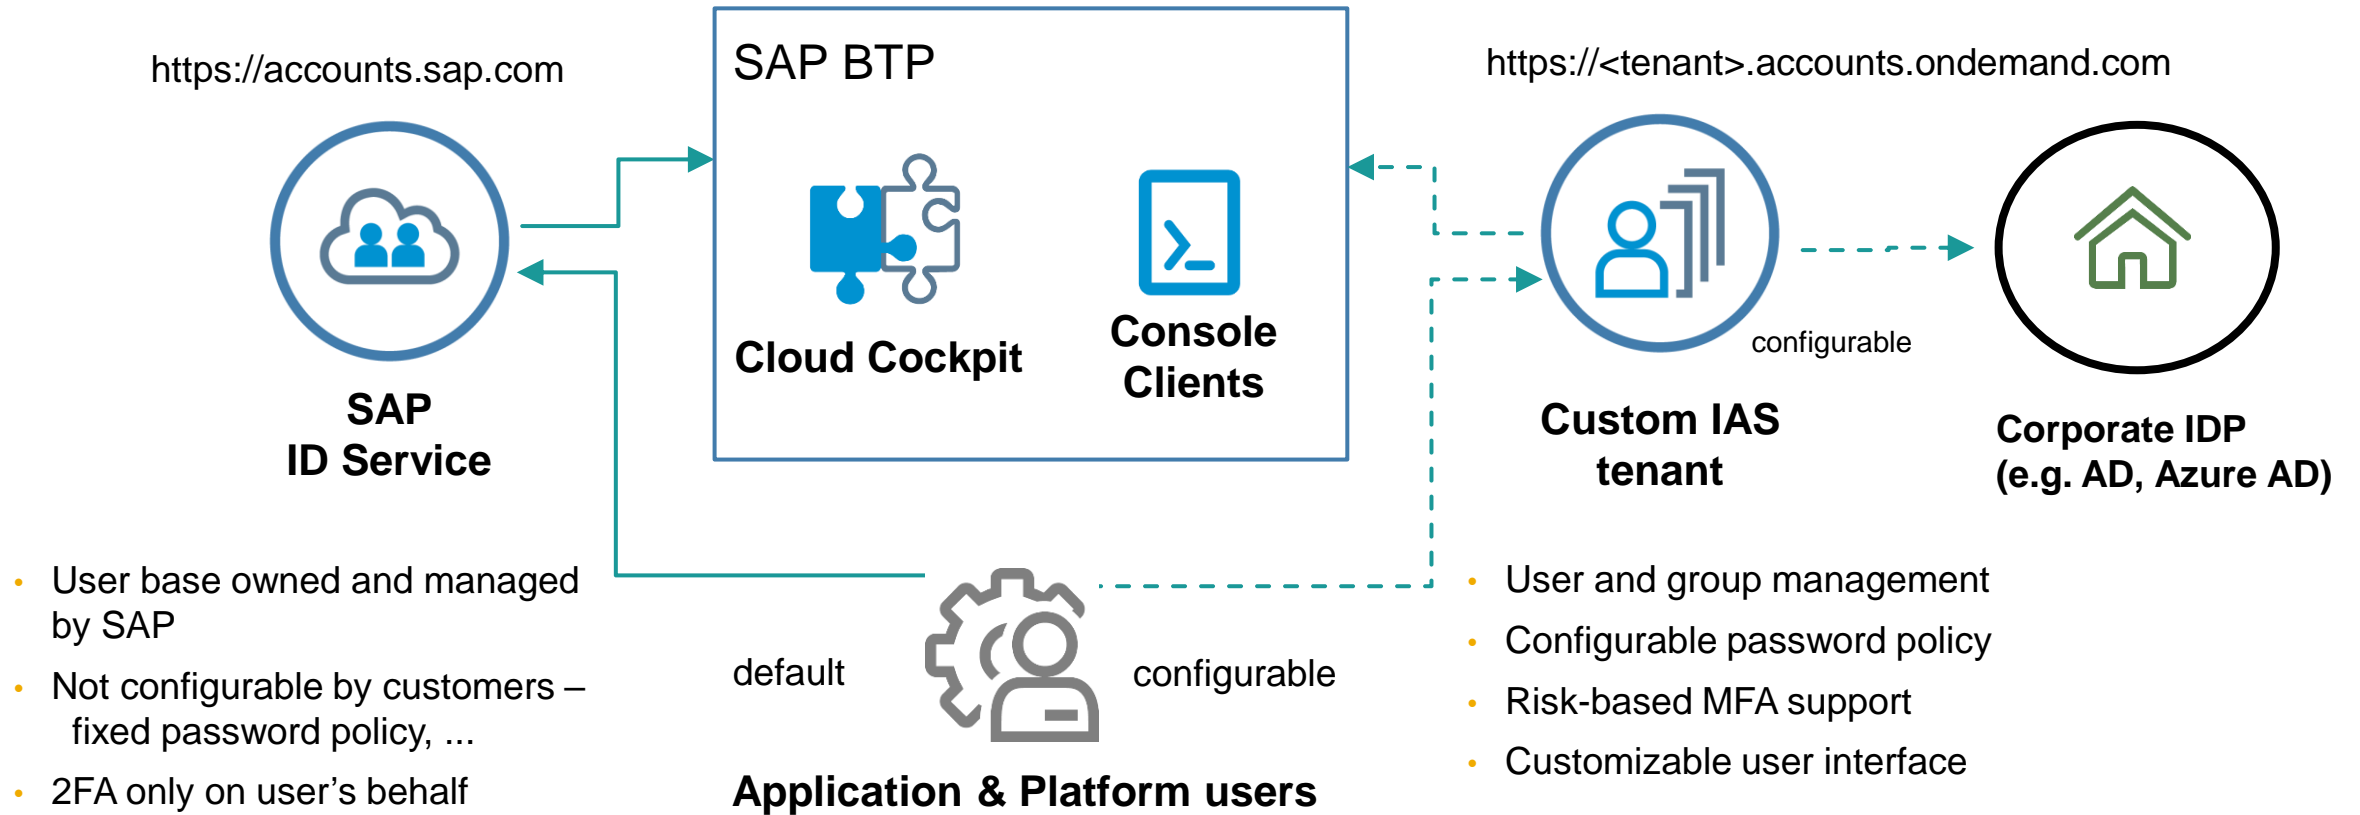 https://accounts.sap.com
SAP BTP
https://<tenant>.accounts.ondemand.com
Cloud Cockpit
Console
Clients
configurable
SAP
ID Service
Custom IAS
tenant
Corporate IDP
(e.g. AD, Azure AD)
• User base owned and managed
by SAP
• Not configurable by customers –
fixed password policy, ...
• 2FA only on user’s behalf
default
configurable
Application & Platform users
• User and group management
• Configurable password policy
• Risk-based MFA support
• Customizable user interface